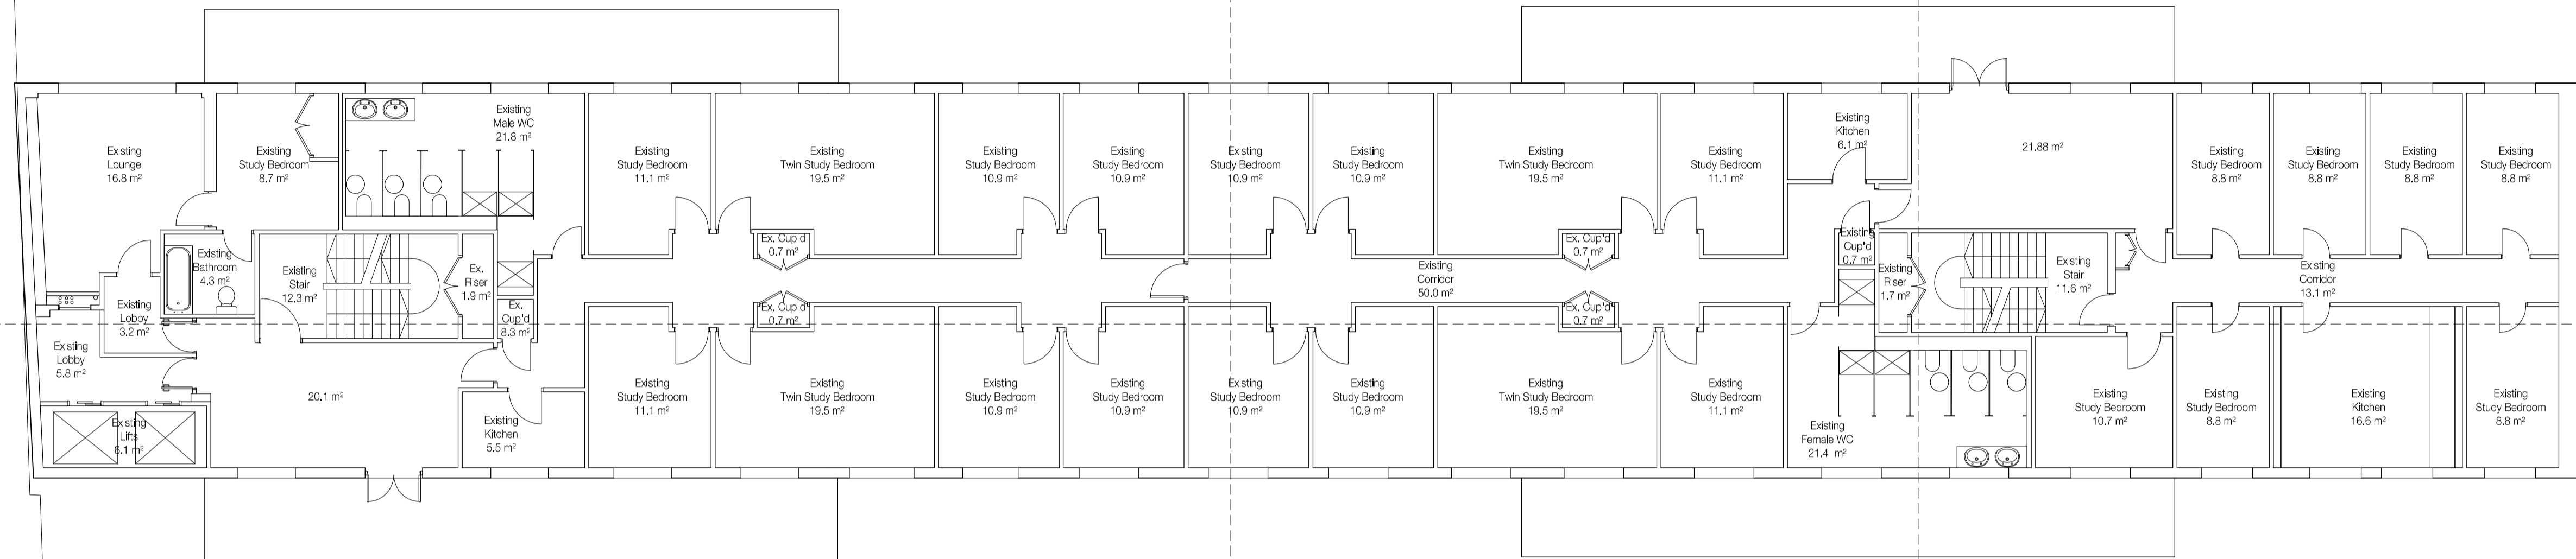 Existing
Lounge
16.8 m²
Existing
Study Bedroom
8.7 m²
Existing
Male WC
21.8 m²
Existing
Study Bedroom
11.1 m²
Existing
Twin Study Bedroom
19.5 m²
Existing
Study Bedroom
10.9 m²
Existing
Study Bedroom
10.9 m²
Existing
Study Bedroom
10.9 m²
Existing
Study Bedroom
10.9 m²
Existing
Twin Study Bedroom
19.5 m²
Existing
Study Bedroom
11.1 m²
Existing
Kitchen
6.1 m²
21.88 m²
Existing
Study Bedroom
8.8 m²
Existing
Study Bedroom
8.8 m²
Existing
Study Bedroom
8.8 m²
Existing
Study Bedroom
8.8 m²
Existing
Bathroom
4.3 m²
Existing
Stair
12.3 m²
Ex.
Riser
1.9 m²
Ex. Cup'd
0.7 m²
Ex. Cup'd
0.7 m²
Existing
Corridor
50.0 m²
Existing
Cup'd
0.7 m²
Existing
Riser
1.7 m²
Existing
Stair
11.6 m²
Existing
Corridor
13.1 m²
Existing
Lobby
3.2 m²
Ex.
Cup'd
8.3 m²
Ex. Cup'd
0.7 m²
Ex. Cup'd
0.7 m²
Existing
Lobby
5.8 m²
20.1 m²
Existing
Lifts
6.1 m²
Existing
Kitchen
5.5 m²
Existing
Study Bedroom
11.1 m²
Existing
Twin Study Bedroom
19.5 m²
Existing
Study Bedroom
10.9 m²
Existing
Study Bedroom
10.9 m²
Existing
Study Bedroom
10.9 m²
Existing
Study Bedroom
10.9 m²
Existing
Twin Study Bedroom
19.5 m²
Existing
Study Bedroom
11.1 m²
Existing
Female WC
21.4 m²
Existing
Study Bedroom
10.7 m²
Existing
Study Bedroom
8.8 m²
Existing
Kitchen
16.6 m²
Existing
Study Bedroom
8.8 m²